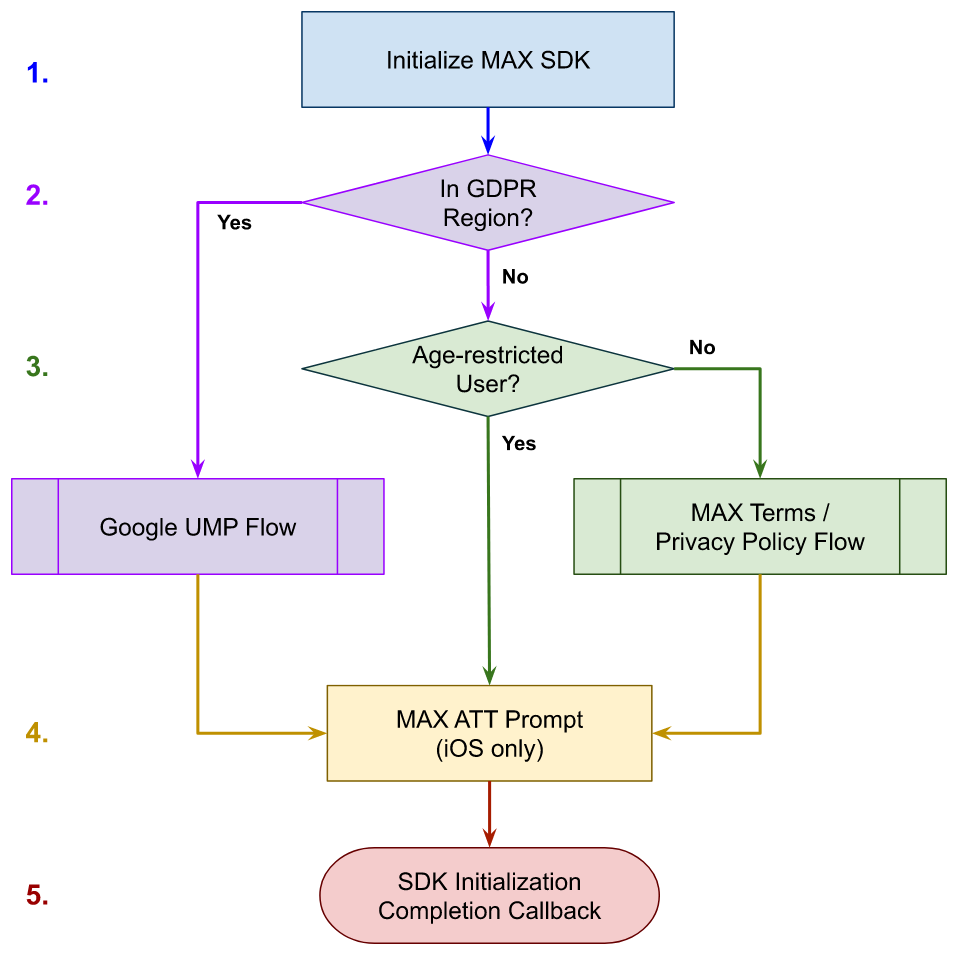 1.
Initialize MAX SDK
2.
In GDPR
Region?
Yes
No
3.
Age-restricted
User?
No
Yes
Google UMP Flow
MAX Terms /
Privacy Policy Flow
4.
MAX ATT Prompt
(iOS only)
5.
SDK Initialization
Completion Callback